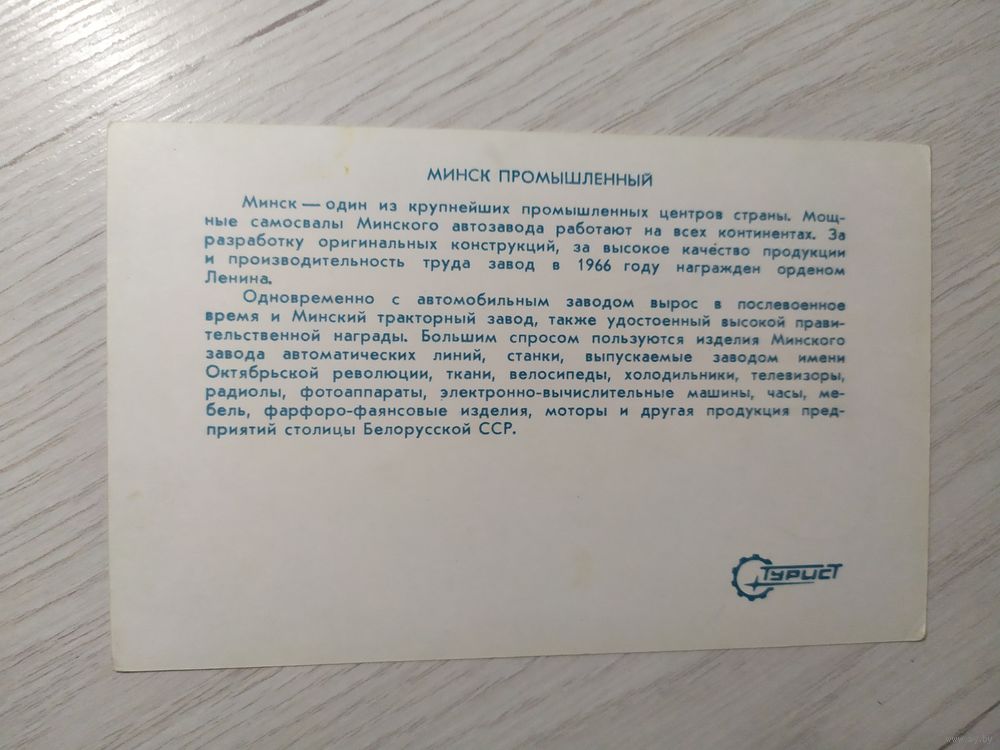 МИНСК ПРОМЫШЛЕННЫЙ
Минск — один из крупнейших промышленных центров страны. Мощ-
ные самосвалы Минского автозавода работают на всех континентах. За
разработку оригинальных конструкций, за высокое качество продукции
и производительность труда завод в 1966 году награжден орденом
Ленина.
Одновременно с автомобильным заводом вырос в послевоенное
время и Минский тракторный завод, также удостоенный высокой прави-
тельственной награды. Большим спросом пользуются изделия Минского
завода автоматических линий, станки, выпускаемые заводом имени
Октябрьской революции, ткани, велосипеды, холодильники, телевизоры,
радиолы, фотоаппараты, электронно-вычислительные машины, часы, ме-
бель, фарфоро-фаянсовые изделия, моторы и другая продукция пред-
приятий столицы Белорусской ССР.
ТУРИСТ
www.ay.by